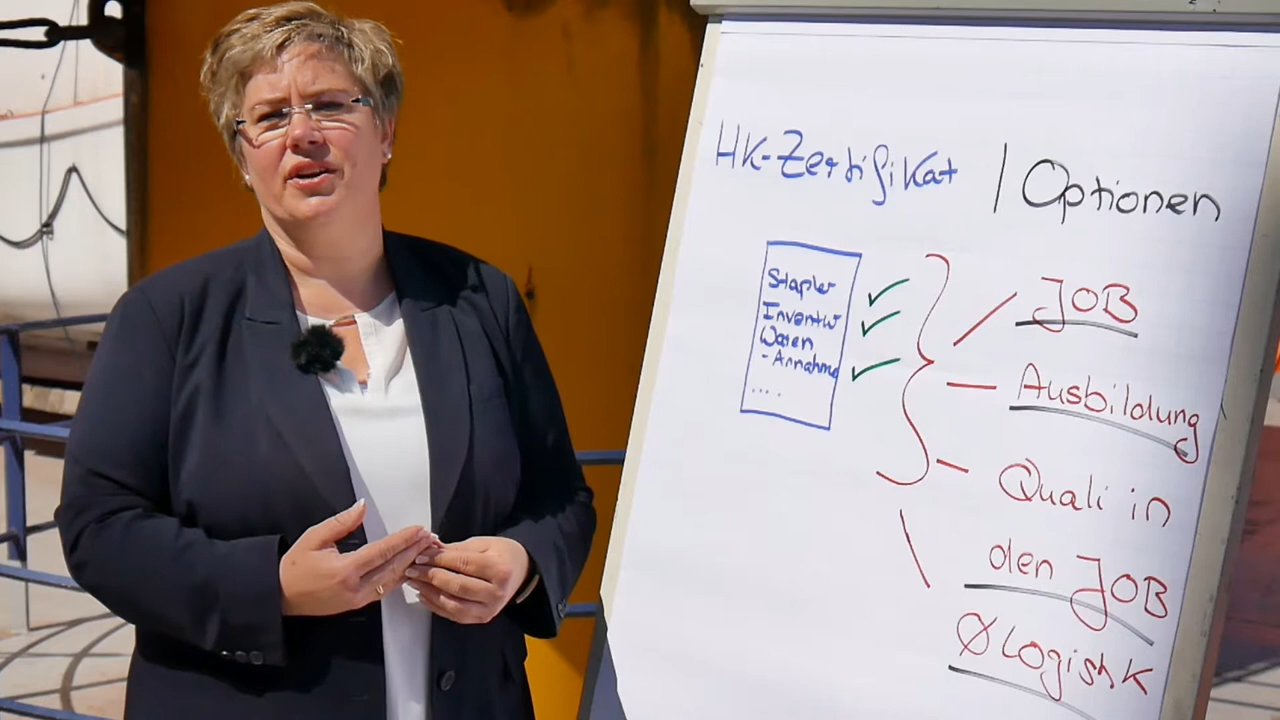 HK-Zertifikat | Optionen
Stapler
Inventur
Waren
-Annahme
....
JOB
Ausbildung
Quali in
den JOB
Ø Logistik